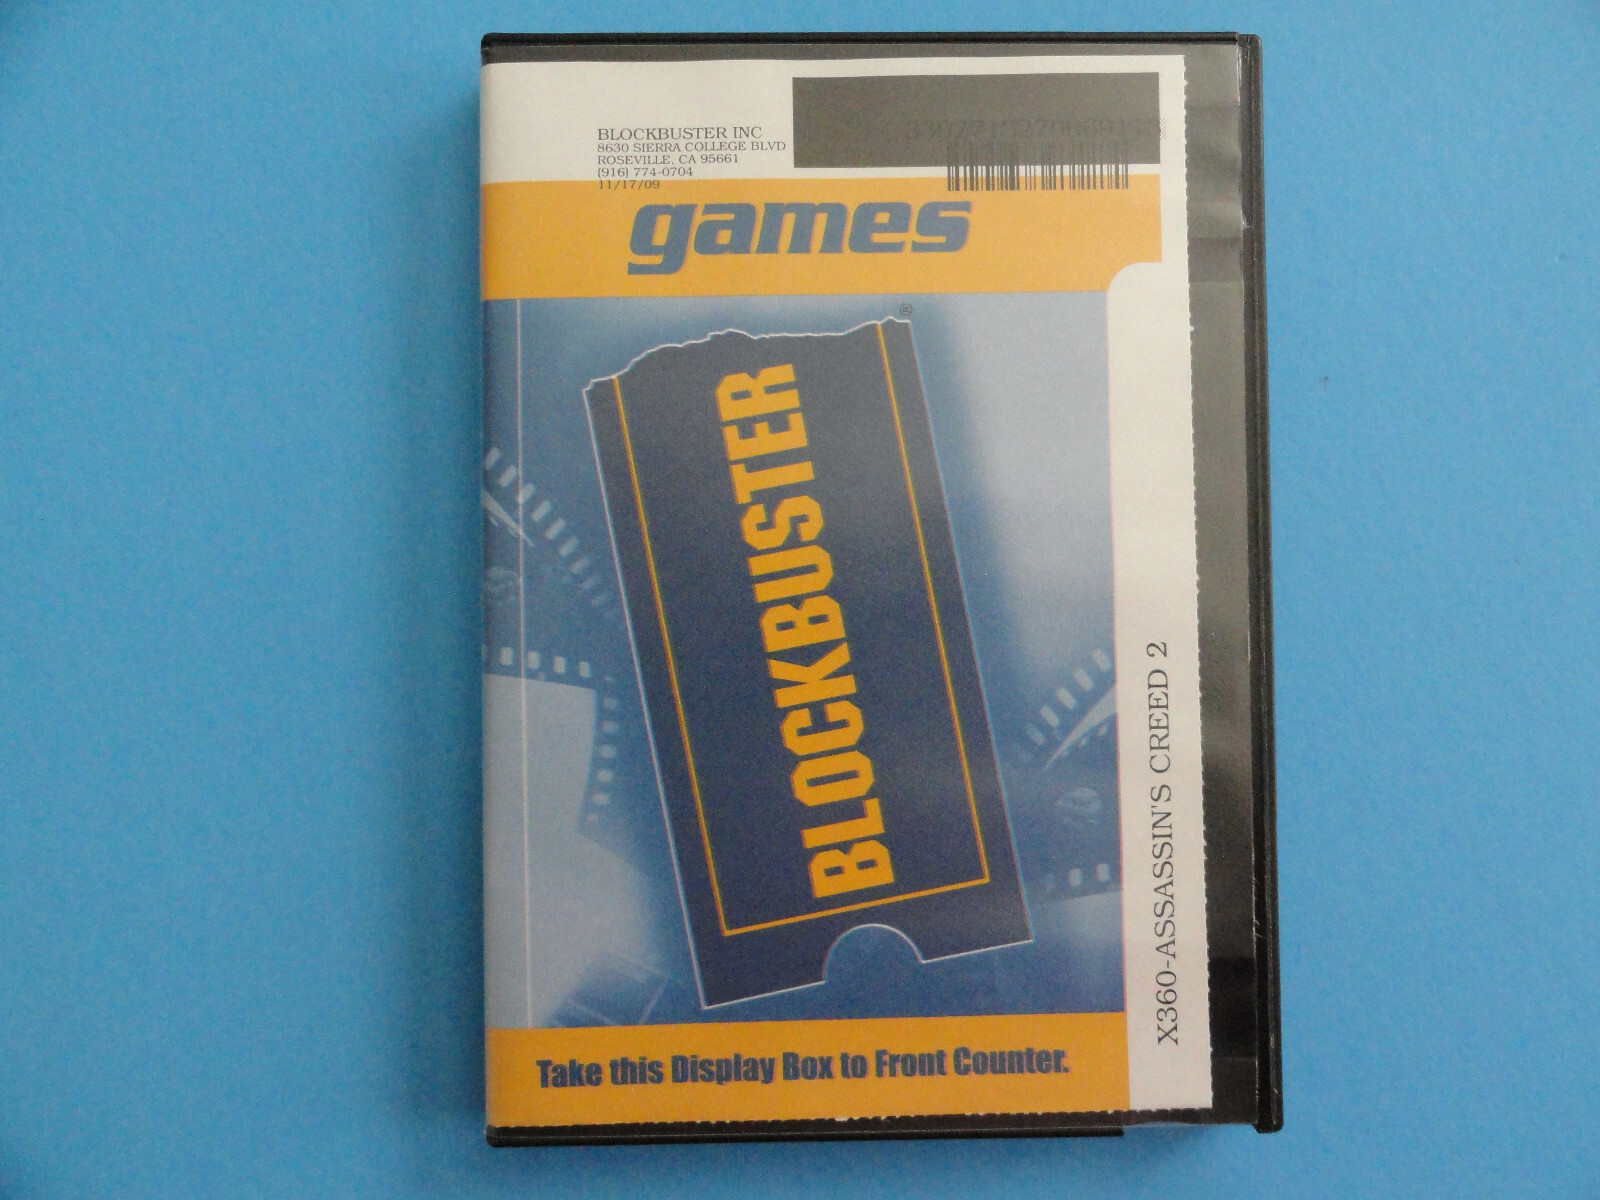 BLOCKBUSTER INC
8630 SIERRA COLLEGE BLVD
ROSEVILLE, CA 95661
(916) 774-0704
11/17/09
games
®
BLOCKBUSTER
X360-ASSASSIN'S CREED 2
Take this Display Box to Front Counter.